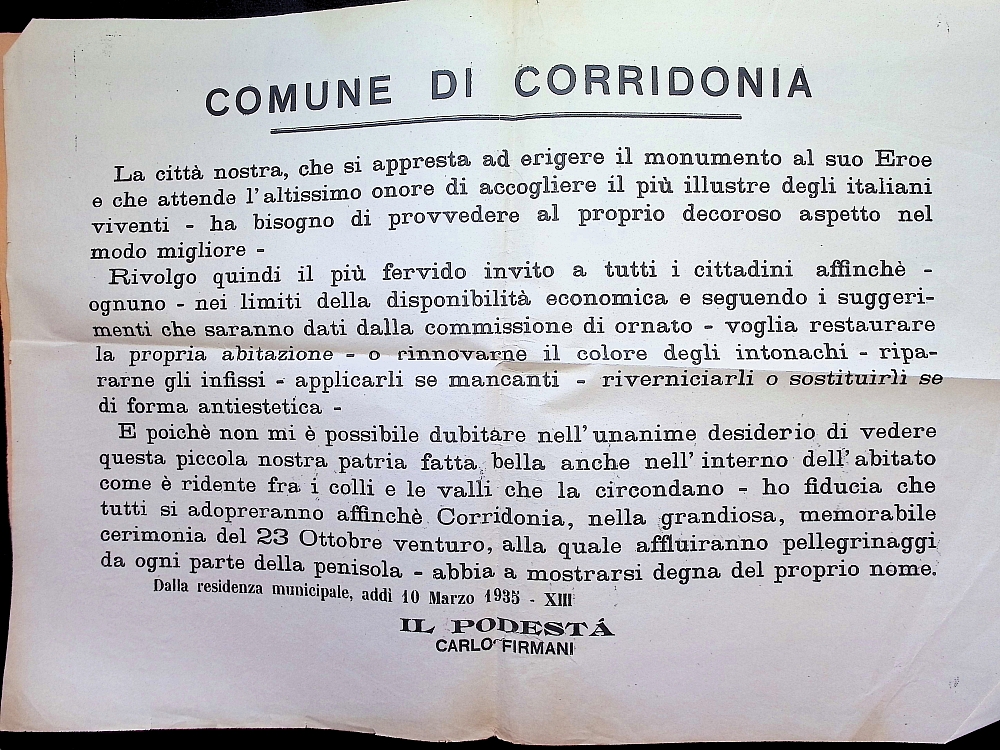 COMUNE DI CORRIDONIA
La città nostra, che si appresta ad erigere il monumento al suo Eroe
e che attende l'altissimo onore di accogliere il più illustre degli italiani
viventi - ha bisogno di provvedere al proprio decoroso aspetto nel
modo migliore -
Rivolgo quindi il più fervido invito a tutti i cittadini affinchè -
ognuno - nei limiti della disponibilità economica e seguendo i suggeri-
menti che saranno dati dalla commissione di ornato - voglia restaurare
la propria abitazione - o rinnovarne il colore degli intonachi - ripa-
rarne gli infissi - applicarli se mancanti - riverniciarli o sostituirli se
di forma antiestetica -
E poichè non mi è possibile dubitare nell'unanime desiderio di vedere
questa piccola nostra patria fatta bella anche nell'interno dell'abitato
come è ridente fra i colli e le valli che la circondano - ho fiducia che
tutti si adopreranno affinchè Corridonia, nella grandiosa, memorabile
cerimonia del 23 Ottobre venturo, alla quale affluiranno pellegrinaggi
da ogni parte della penisola - abbia a mostrarsi degna del proprio nome.
Dalla residenza municipale, addì 10 Marzo 1935 - XIII
IL PODESTÁ
CARLO FIRMANI